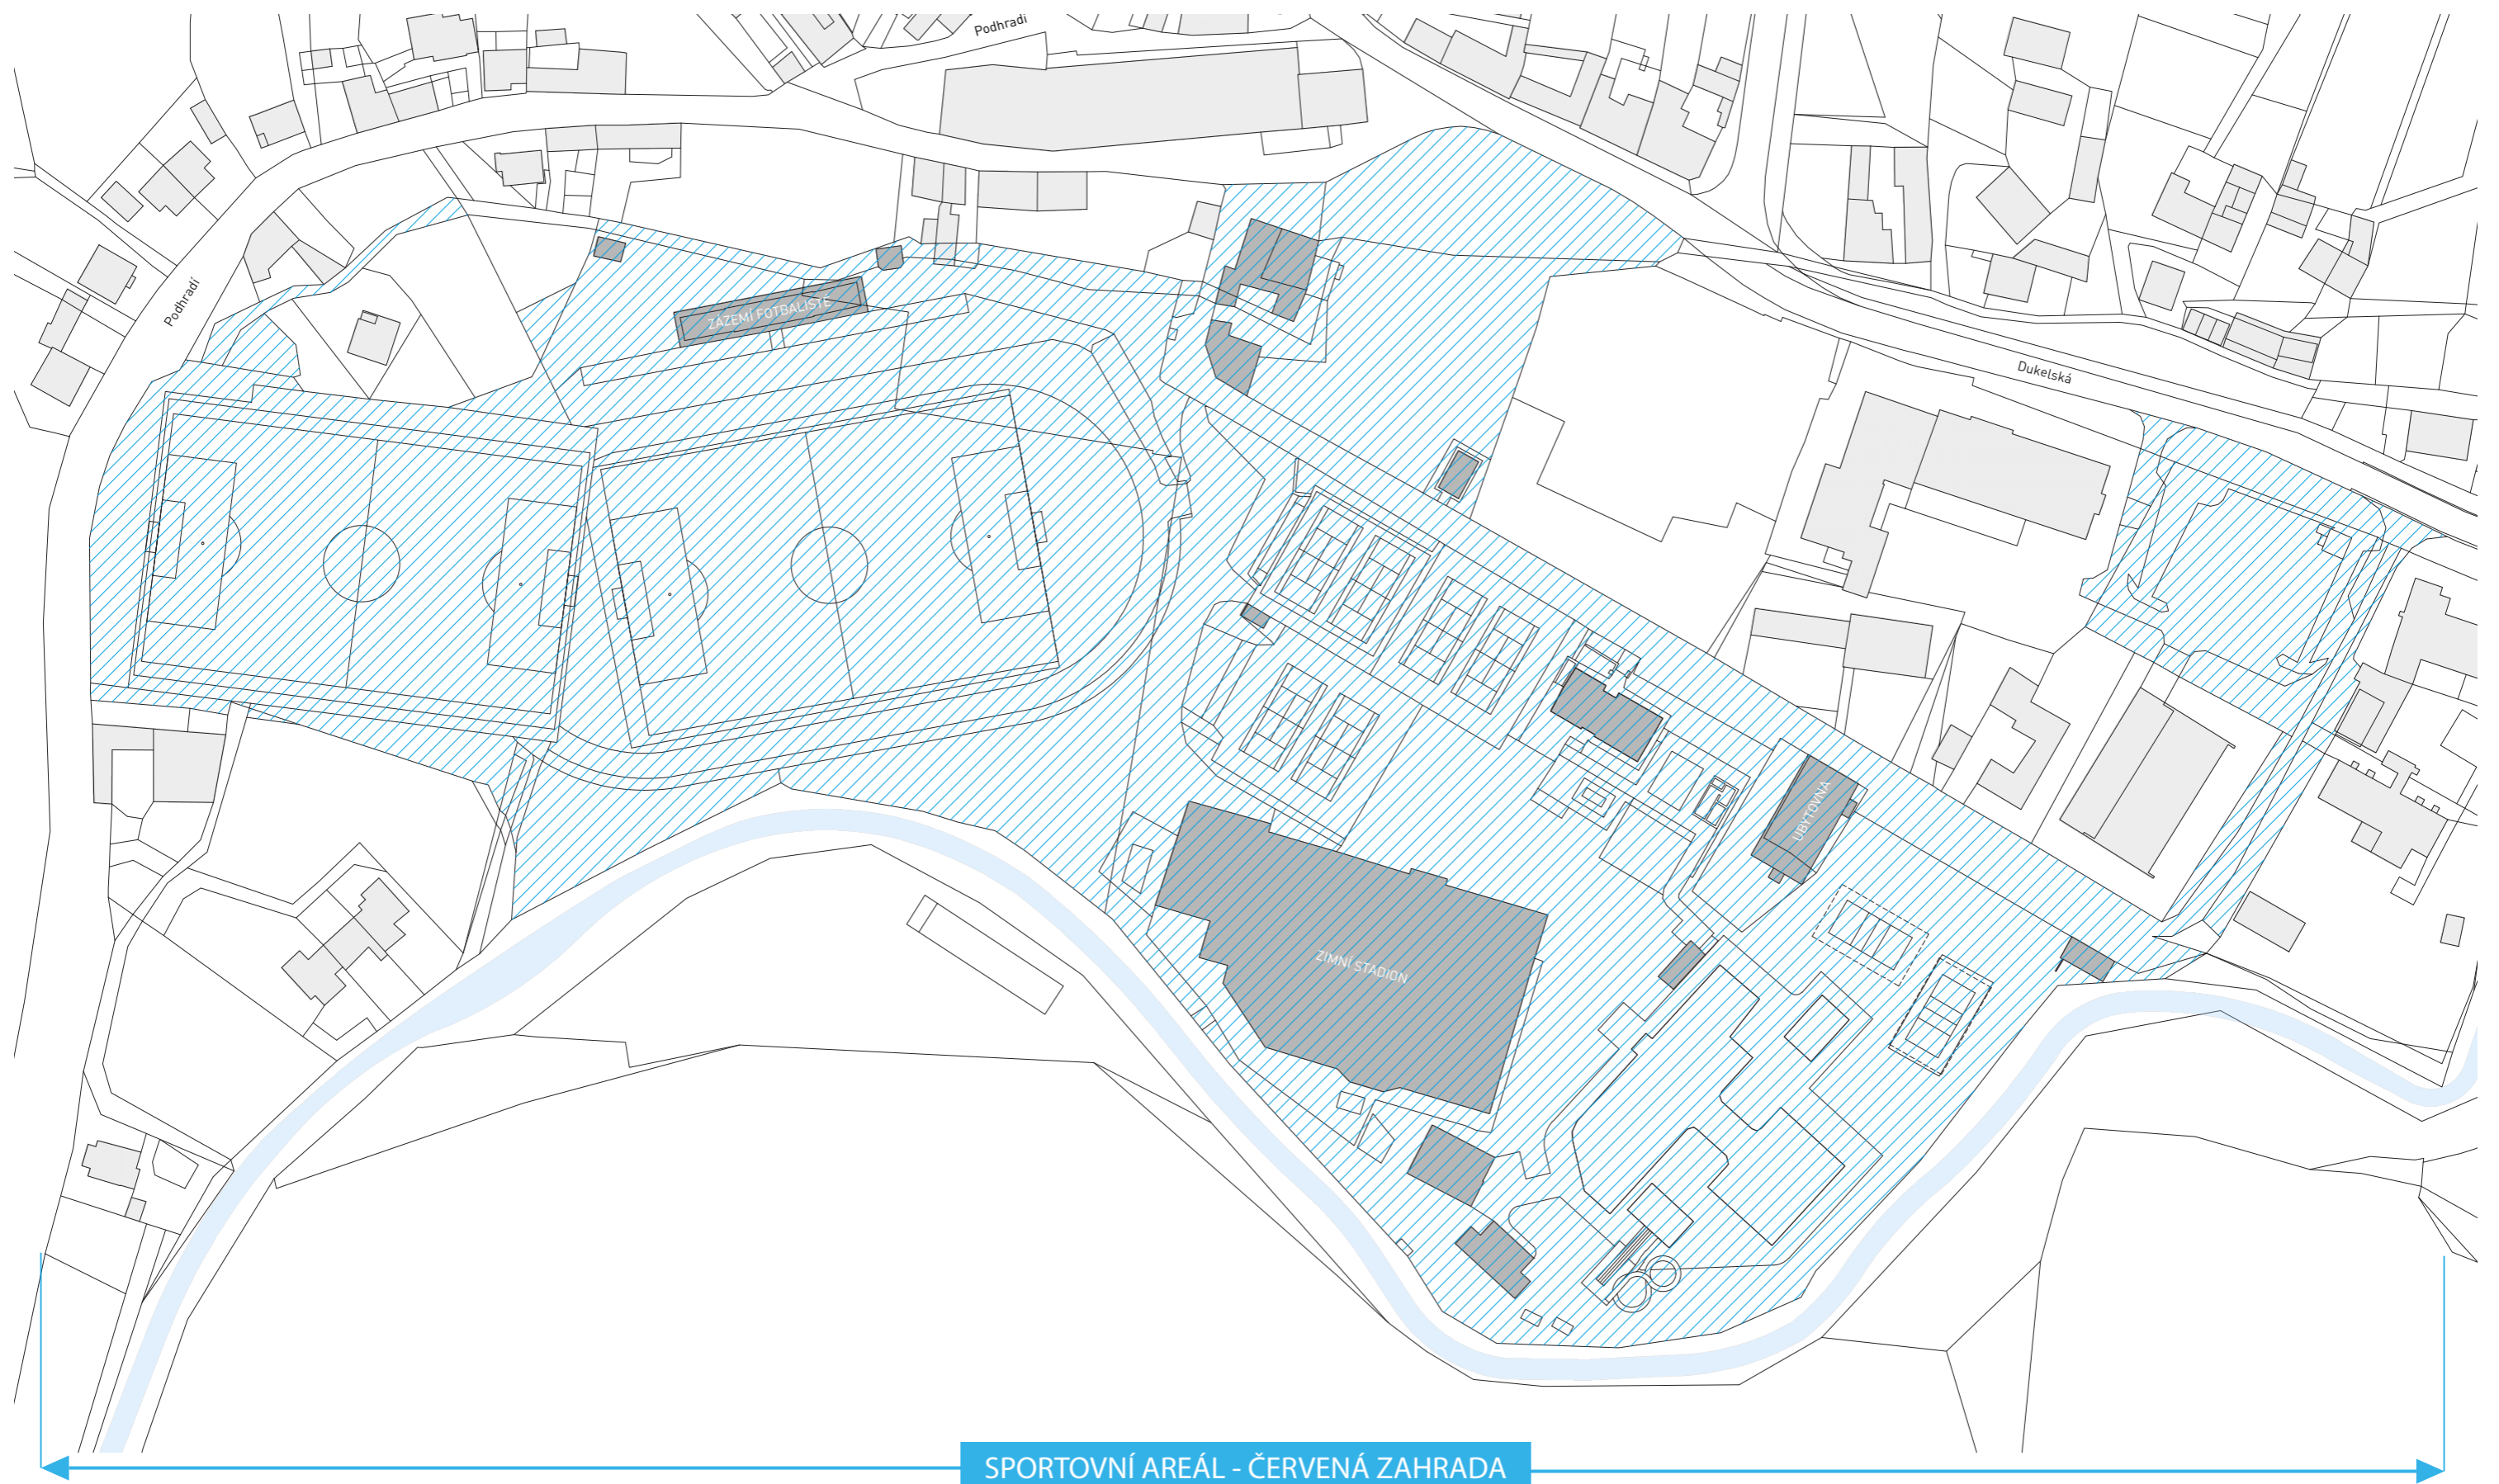 Podhradí
Podhradí
ZÁZEMÍ FOTBALISTÉ
Dukelská
UBYTOVNA
ZIMNÍ STADION
SPORTOVNÍ AREÁL - ČERVENÁ ZAHRADA